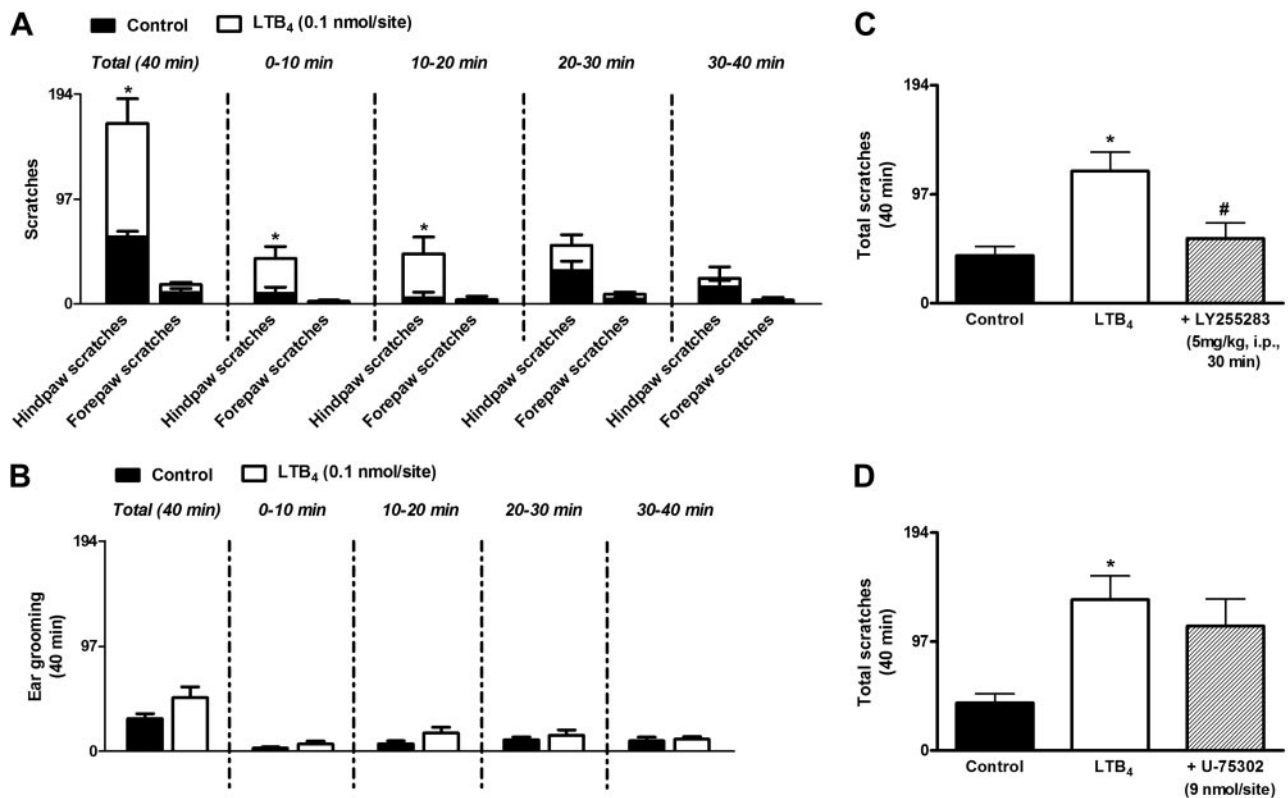 A
Control LTB₄ (0.1 nmol/site)
Total (40 min) 0-10 min 10-20 min 20-30 min 30-40 min
Scratches
194
97
0
* * *
Hindpaw scratches
Forepaw scratches
Hindpaw scratches
Forepaw scratches
Hindpaw scratches
Forepaw scratches
Hindpaw scratches
Forepaw scratches
Hindpaw scratches
Forepaw scratches
B
Control LTB₄ (0.1 nmol/site)
Total (40 min) 0-10 min 10-20 min 20-30 min 30-40 min
Ear grooming
(40 min)
194
97
0
C
Total scratches
(40 min)
194
97
0
*
#
Control LTB₄ + LY255283
(5mg/kg, i.p.,
30 min)
D
Total scratches
(40 min)
194
97
0
*
Control LTB₄ + U-75302
(9 nmol/site)